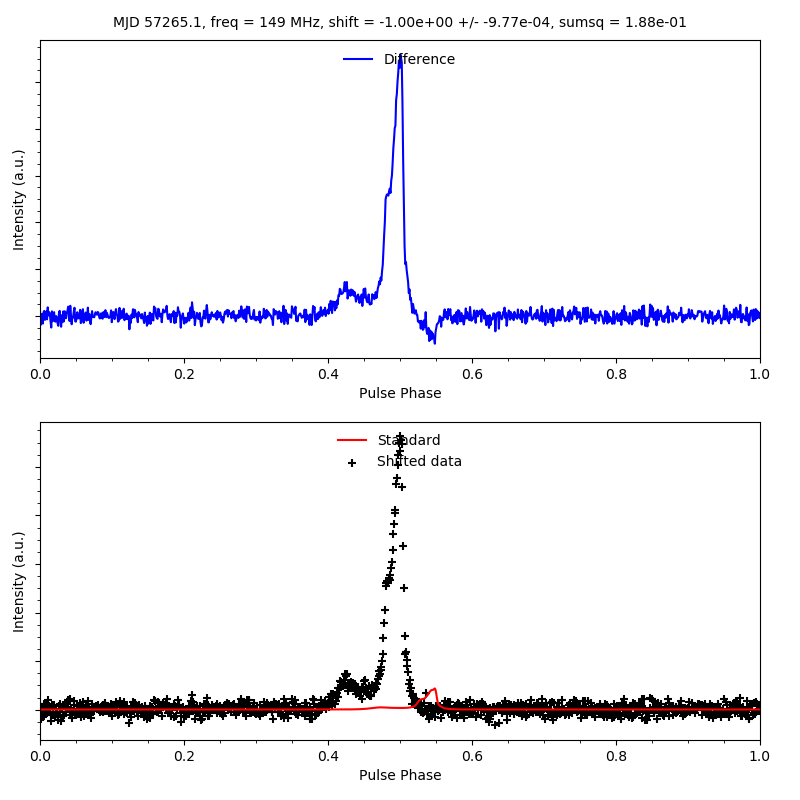 MJD 57265.1, freq = 149 MHz, shift = -1.00e+00 +/- -9.77e-04, sumsq = 1.88e-01
Difference
Intensity (a.u.)
0.0 0.2 0.4 0.6 0.8 1.0
Pulse Phase
Standard
Shifted data
Intensity (a.u.)
0.0 0.2 0.4 0.6 0.8 1.0
Pulse Phase